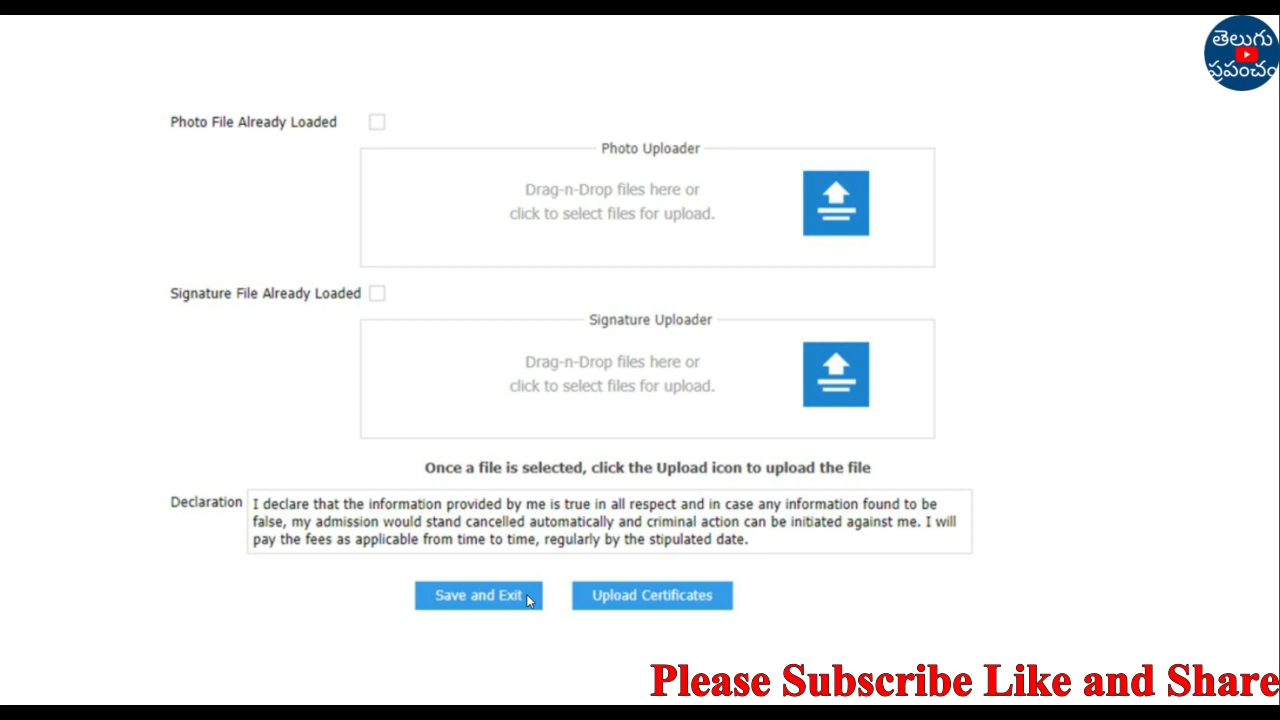 తెలుగు
ప్రపంచం
Photo File Already Loaded
Photo Uploader
Drag-n-Drop files here or
click to select files for upload.
Signature File Already Loaded
Signature Uploader
Drag-n-Drop files here or
click to select files for upload.
Once a file is selected, click the Upload icon to upload the file
Declaration
I declare that the information provided by me is true in all respect and in case any information found to be
false, my admission would stand cancelled automatically and criminal action can be initiated against me. I will
pay the fees as applicable from time to time, regularly by the stipulated date.
Save and Exit
Upload Certificates
Please Subscribe Like and Share